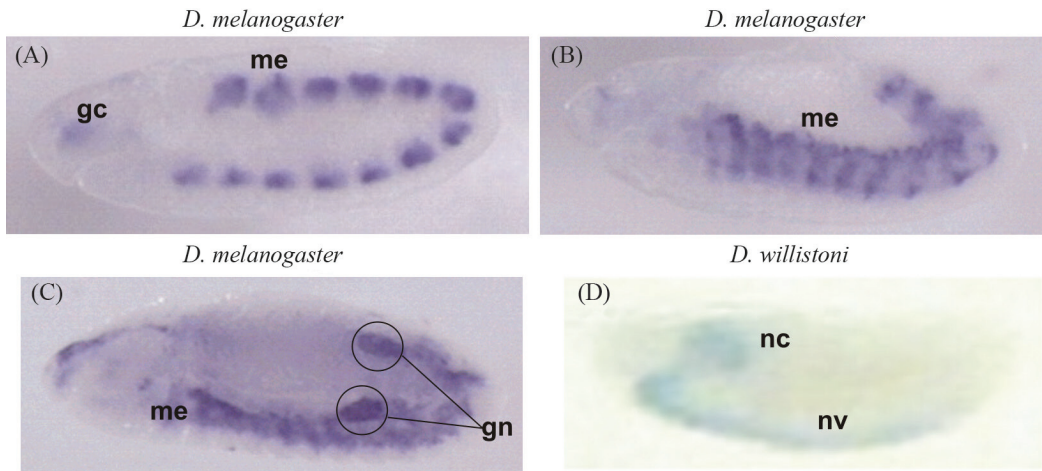 D. melanogaster
D. melanogaster
(A)
me
gc
(B)
me
D. melanogaster
D. willistoni
(C)
me
gn
(D)
nc
nv